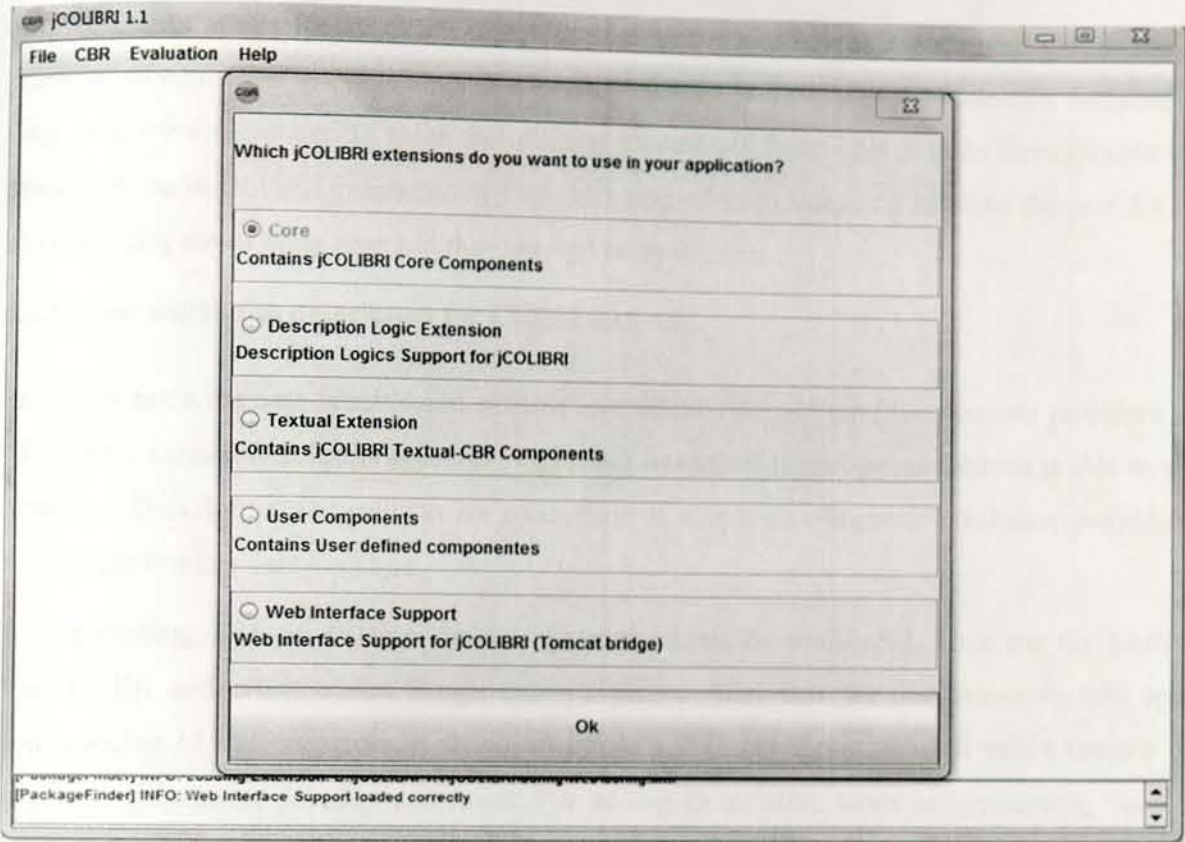 CBR jCOLIBRI 1.1
File CBR Evaluation Help
CBR
Which jCOLIBRI extensions do you want to use in your application?
Core
Contains jCOLIBRI Core Components
Description Logic Extension
Description Logics Support for jCOLIBRI
Textual Extension
Contains jCOLIBRI Textual-CBR Components
User Components
Contains User defined componentes
Web Interface Support
Web Interface Support for jCOLIBRI (Tomcat bridge)
Ok
[PackageFinder] INFO: Web Interface Support loaded correctly